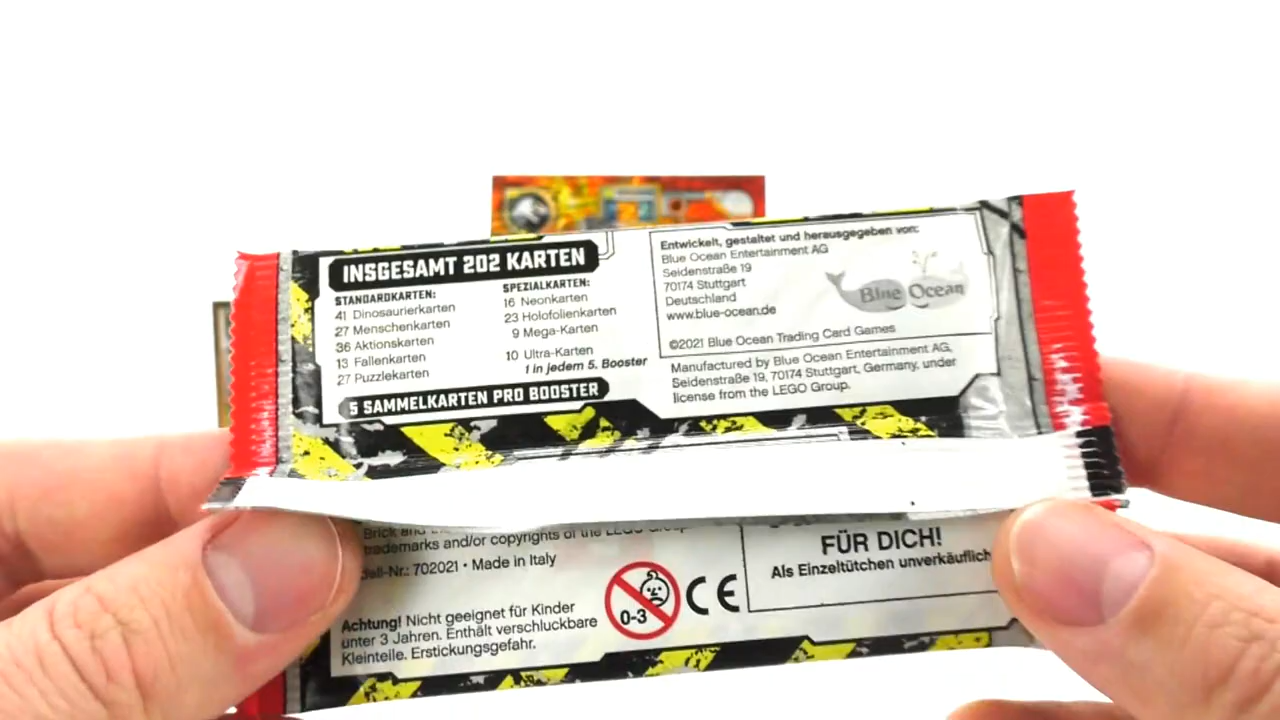 INSGESAMT 202 KARTEN
STANDARDKARTEN:
41 Dinosaurierkarten
27 Menschenkarten
36 Aktionskarten
13 Fallenkarten
27 Puzzlekarten
SPEZIALKARTEN:
16 Neonkarten
23 Holofolienkarten
9 Mega-Karten
10 Ultra-Karten
1 in jedem 5. Booster
5 SAMMELKARTEN PRO BOOSTER
Entwickelt, gestaltet und herausgegeben von:
Blue Ocean Entertainment AG
Seidenstraße 19
70174 Stuttgart
Deutschland
www.blue-ocean.de
Blue Ocean
©2021 Blue Ocean Trading Card Games
Manufactured by Blue Ocean Entertainment AG,
Seidenstraße 19, 70174 Stuttgart, Germany, under
license from the LEGO Group.
Brick and the
trademarks and/or copyrights of the LEGO Group
dell-Nr.: 702021 • Made in Italy
Achtung! Nicht geeignet für Kinder
unter 3 Jahren. Enthält verschluckbare
Kleinteile. Erstickungsgefahr.
0-3
CE
FÜR DICH!
Als Einzeltütchen unverkäuflich